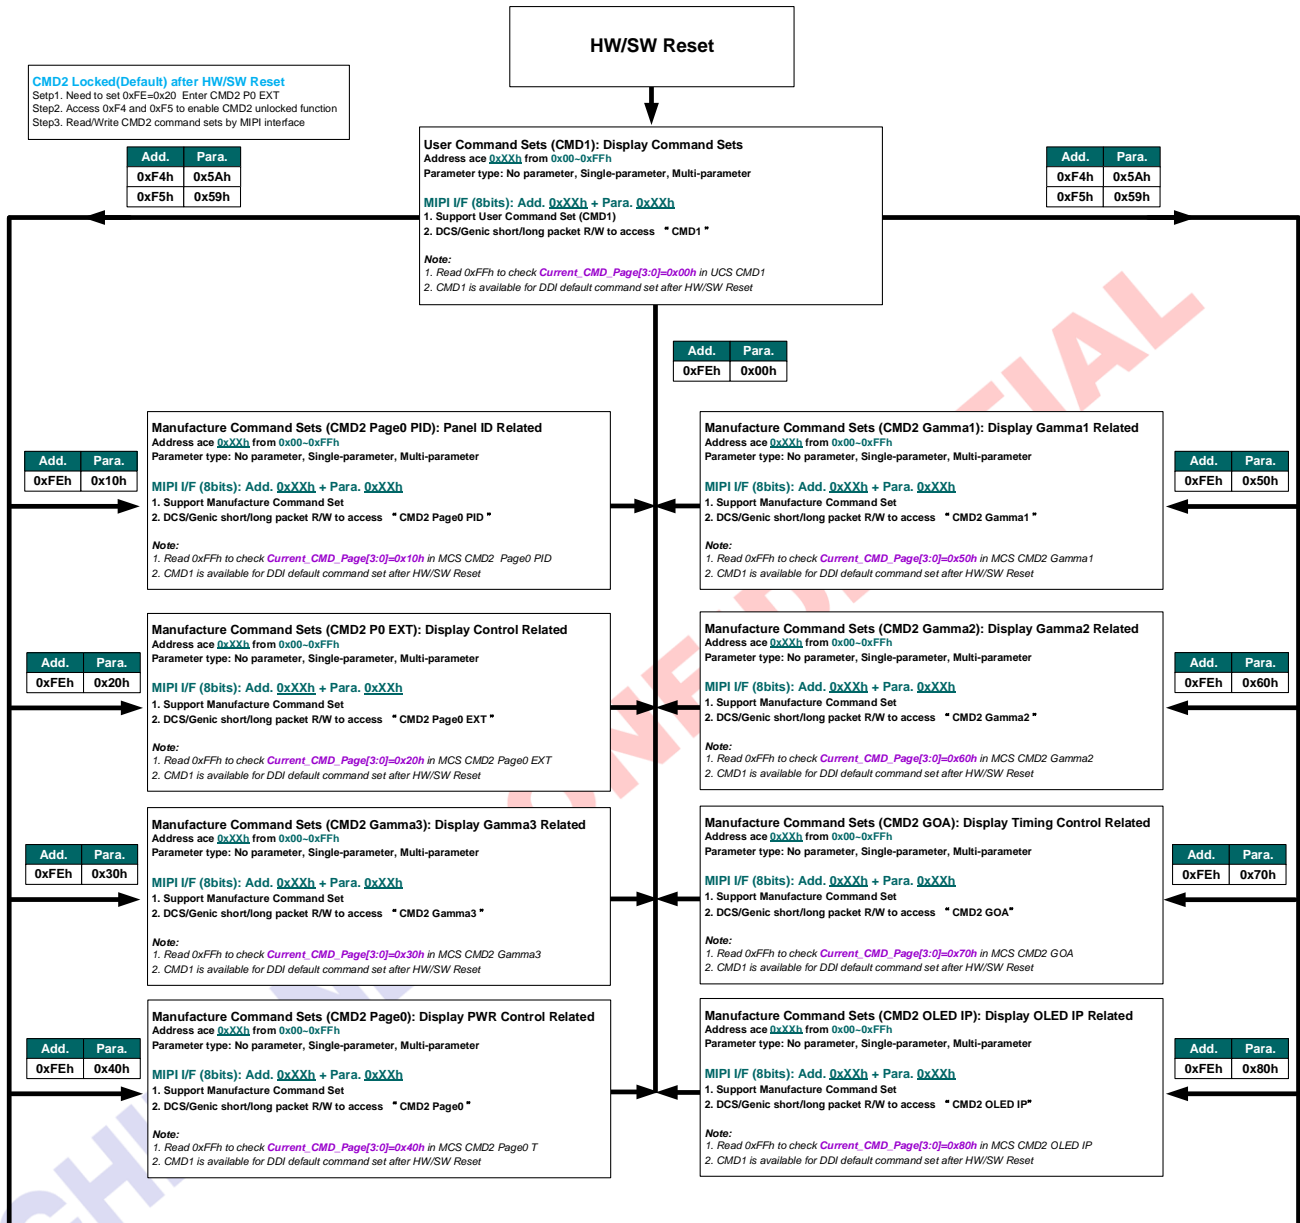 HW/SW Reset
CMD2 Locked(Default) after HW/SW Reset
Setp1. Need to set 0xFE=0x20 Enter CMD2 P0 EXT
Step2. Access 0xF4 and 0xF5 to enable CMD2 unlocked function
Step3. Read/Write CMD2 command sets by MIPI interface
Add. Para.
0xF4h 0x5Ah
0xF5h 0x59h
User Command Sets (CMD1): Display Command Sets
Address ace 0xXXh from 0x00~0xFFh
Parameter type: No parameter, Single-parameter, Multi-parameter
MIPI I/F (8bits): Add. 0xXXh + Para. 0xXXh
1. Support User Command Set (CMD1)
2. DCS/Genic short/long packet R/W to access “ CMD1 ”
Note:
1. Read 0xFFh to check Current_CMD_Page[3:0]=0x00h in UCS CMD1
2. CMD1 is available for DDI default command set after HW/SW Reset
Add. Para.
0xF4h 0x5Ah
0xF5h 0x59h
Add. Para.
0xFEh 0x00h
Add. Para.
0xFEh 0x10h
Manufacture Command Sets (CMD2 Page0 PID): Panel ID Related
Address ace 0xXXh from 0x00~0xFFh
Parameter type: No parameter, Single-parameter, Multi-parameter
MIPI I/F (8bits): Add. 0xXXh + Para. 0xXXh
1. Support Manufacture Command Set
2. DCS/Genic short/long packet R/W to access “ CMD2 Page0 PID ”
Note:
1. Read 0xFFh to check Current_CMD_Page[3:0]=0x10h in MCS CMD2 Page0 PID
2. CMD1 is available for DDI default command set after HW/SW Reset
Manufacture Command Sets (CMD2 Gamma1): Display Gamma1 Related
Address ace 0xXXh from 0x00~0xFFh
Parameter type: No parameter, Single-parameter, Multi-parameter
MIPI I/F (8bits): Add. 0xXXh + Para. 0xXXh
1. Support Manufacture Command Set
2. DCS/Genic short/long packet R/W to access “ CMD2 Gamma1 ”
Note:
1. Read 0xFFh to check Current_CMD_Page[3:0]=0x50h in MCS CMD2 Gamma1
2. CMD1 is available for DDI default command set after HW/SW Reset
Add. Para.
0xFEh 0x50h
Add. Para.
0xFEh 0x20h
Manufacture Command Sets (CMD2 P0 EXT): Display Control Related
Address ace 0xXXh from 0x00~0xFFh
Parameter type: No parameter, Single-parameter, Multi-parameter
MIPI I/F (8bits): Add. 0xXXh + Para. 0xXXh
1. Support Manufacture Command Set
2. DCS/Genic short/long packet R/W to access “ CMD2 Page0 EXT ”
Note:
1. Read 0xFFh to check Current_CMD_Page[3:0]=0x20h in MCS CMD2 Page0 EXT
2. CMD1 is available for DDI default command set after HW/SW Reset
Manufacture Command Sets (CMD2 Gamma2): Display Gamma2 Related
Address ace 0xXXh from 0x00~0xFFh
Parameter type: No parameter, Single-parameter, Multi-parameter
MIPI I/F (8bits): Add. 0xXXh + Para. 0xXXh
1. Support Manufacture Command Set
2. DCS/Genic short/long packet R/W to access “ CMD2 Gamma2 ”
Note:
1. Read 0xFFh to check Current_CMD_Page[3:0]=0x60h in MCS CMD2 Gamma2
2. CMD1 is available for DDI default command set after HW/SW Reset
Add. Para.
0xFEh 0x60h
Add. Para.
0xFEh 0x30h
Manufacture Command Sets (CMD2 Gamma3): Display Gamma3 Related
Address ace 0xXXh from 0x00~0xFFh
Parameter type: No parameter, Single-parameter, Multi-parameter
MIPI I/F (8bits): Add. 0xXXh + Para. 0xXXh
1. Support Manufacture Command Set
2. DCS/Genic short/long packet R/W to access “ CMD2 Gamma3 ”
Note:
1. Read 0xFFh to check Current_CMD_Page[3:0]=0x30h in MCS CMD2 Gamma3
2. CMD1 is available for DDI default command set after HW/SW Reset
Manufacture Command Sets (CMD2 GOA): Display Timing Control Related
Address ace 0xXXh from 0x00~0xFFh
Parameter type: No parameter, Single-parameter, Multi-parameter
MIPI I/F (8bits): Add. 0xXXh + Para. 0xXXh
1. Support Manufacture Command Set
2. DCS/Genic short/long packet R/W to access “ CMD2 GOA”
Note:
1. Read 0xFFh to check Current_CMD_Page[3:0]=0x70h in MCS CMD2 GOA
2. CMD1 is available for DDI default command set after HW/SW Reset
Add. Para.
0xFEh 0x70h
Add. Para.
0xFEh 0x40h
Manufacture Command Sets (CMD2 Page0): Display PWR Control Related
Address ace 0xXXh from 0x00~0xFFh
Parameter type: No parameter, Single-parameter, Multi-parameter
MIPI I/F (8bits): Add. 0xXXh + Para. 0xXXh
1. Support Manufacture Command Set
2. DCS/Genic short/long packet R/W to access “ CMD2 Page0 ”
Note:
1. Read 0xFFh to check Current_CMD_Page[3:0]=0x40h in MCS CMD2 Page0 T
2. CMD1 is available for DDI default command set after HW/SW Reset
Manufacture Command Sets (CMD2 OLED IP): Display OLED IP Related
Address ace 0xXXh from 0x00~0xFFh
Parameter type: No parameter, Single-parameter, Multi-parameter
MIPI I/F (8bits): Add. 0xXXh + Para. 0xXXh
1. Support Manufacture Command Set
2. DCS/Genic short/long packet R/W to access “ CMD2 OLED IP”
Note:
1. Read 0xFFh to check Current_CMD_Page[3:0]=0x80h in MCS CMD2 OLED IP
2. CMD1 is available for DDI default command set after HW/SW Reset
Add. Para.
0xFEh 0x80h